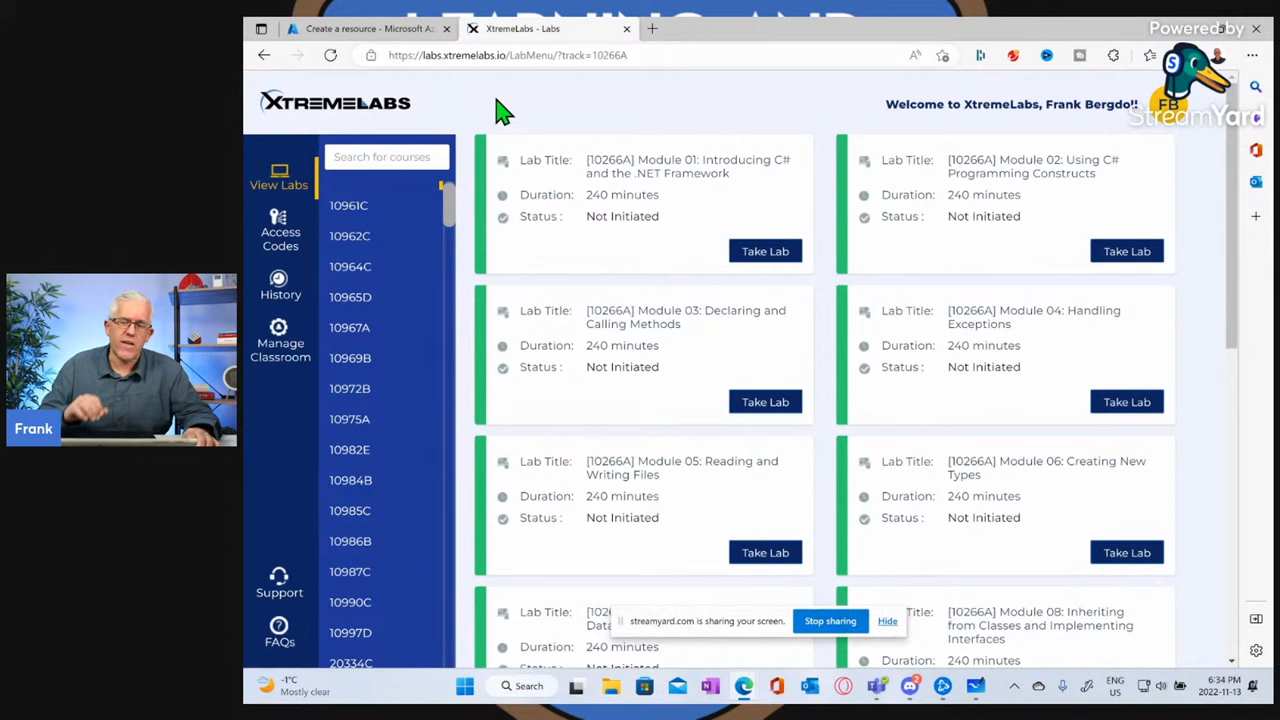 Create a resource - Microsoft Az
XtremeLabs - Labs
Powered by
https://labs.xtremelabs.io/LabMenu/?track=10266A
StreamYard
XTREMELABS
Welcome to XtremeLabs, Frank Bergdoll
FB
View Labs
Access
Codes
History
Manage
Classroom
Support
FAQs
Search for courses
10961C
10962C
10964C
10965D
10967A
10969B
10972B
10975A
10982E
10984B
10985C
10986B
10987C
10990C
10997D
20334C
Lab Title: [10266A] Module 01: Introducing C#
and the .NET Framework
Duration: 240 minutes
Status : Not Initiated
Take Lab
Lab Title: [10266A] Module 02: Using C#
Programming Constructs
Duration: 240 minutes
Status : Not Initiated
Take Lab
Lab Title: [10266A] Module 03: Declaring and
Calling Methods
Duration: 240 minutes
Status : Not Initiated
Take Lab
Lab Title: [10266A] Module 04: Handling
Exceptions
Duration: 240 minutes
Status : Not Initiated
Take Lab
Lab Title: [10266A] Module 05: Reading and
Writing Files
Duration: 240 minutes
Status : Not Initiated
Take Lab
Lab Title: [10266A] Module 06: Creating New
Types
Duration: 240 minutes
Status : Not Initiated
Take Lab
Lab Title: [102
Data
Duration: 240 minutes
Not Initiated
Title: [10266A] Module 08: Inheriting
from Classes and Implementing
Interfaces
Duration: 240 minutes
streamyard.com is sharing your screen.
Stop sharing
Hide
Frank
-1°C
Mostly clear
Search
2
ENG
US
6:34 PM
2022-11-13